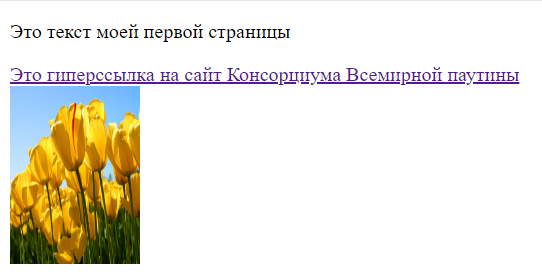 Это текст моей первой страницы
Это гиперссылка на сайт Консорциума Всемирной паутины